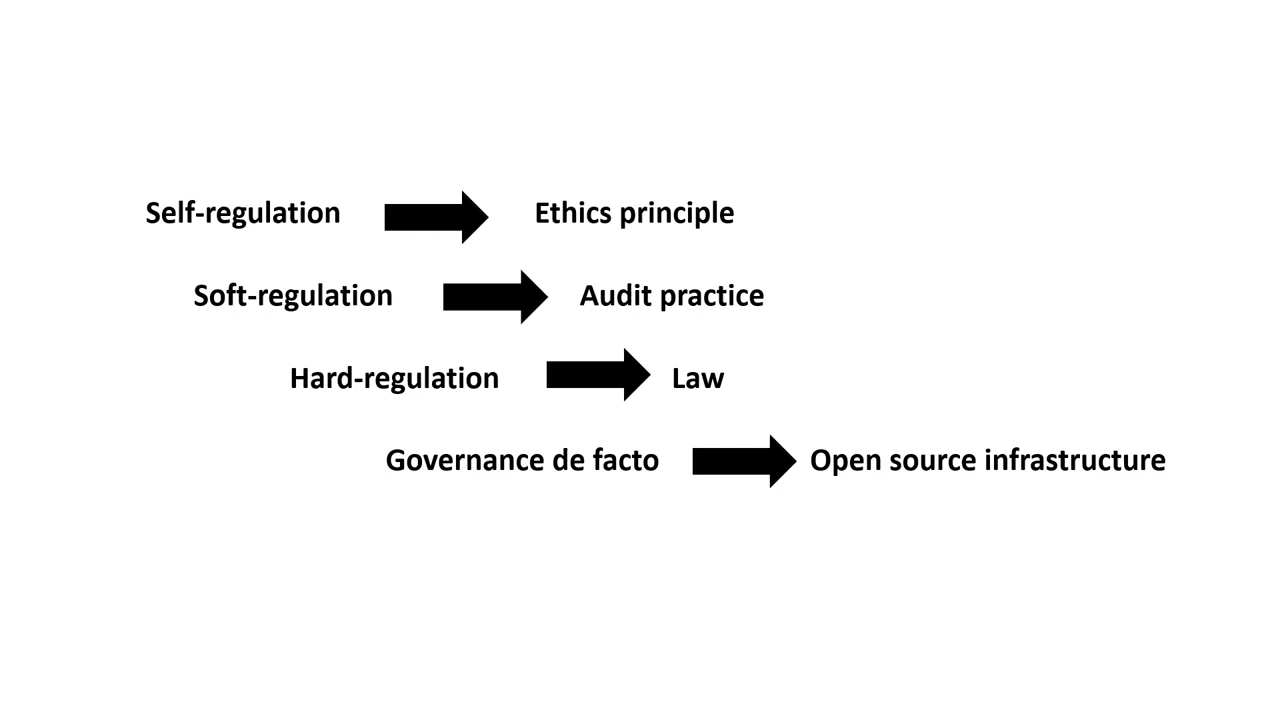 Self-regulation Ethics principle
Soft-regulation Audit practice
Hard-regulation Law
Governance de facto Open source infrastructure